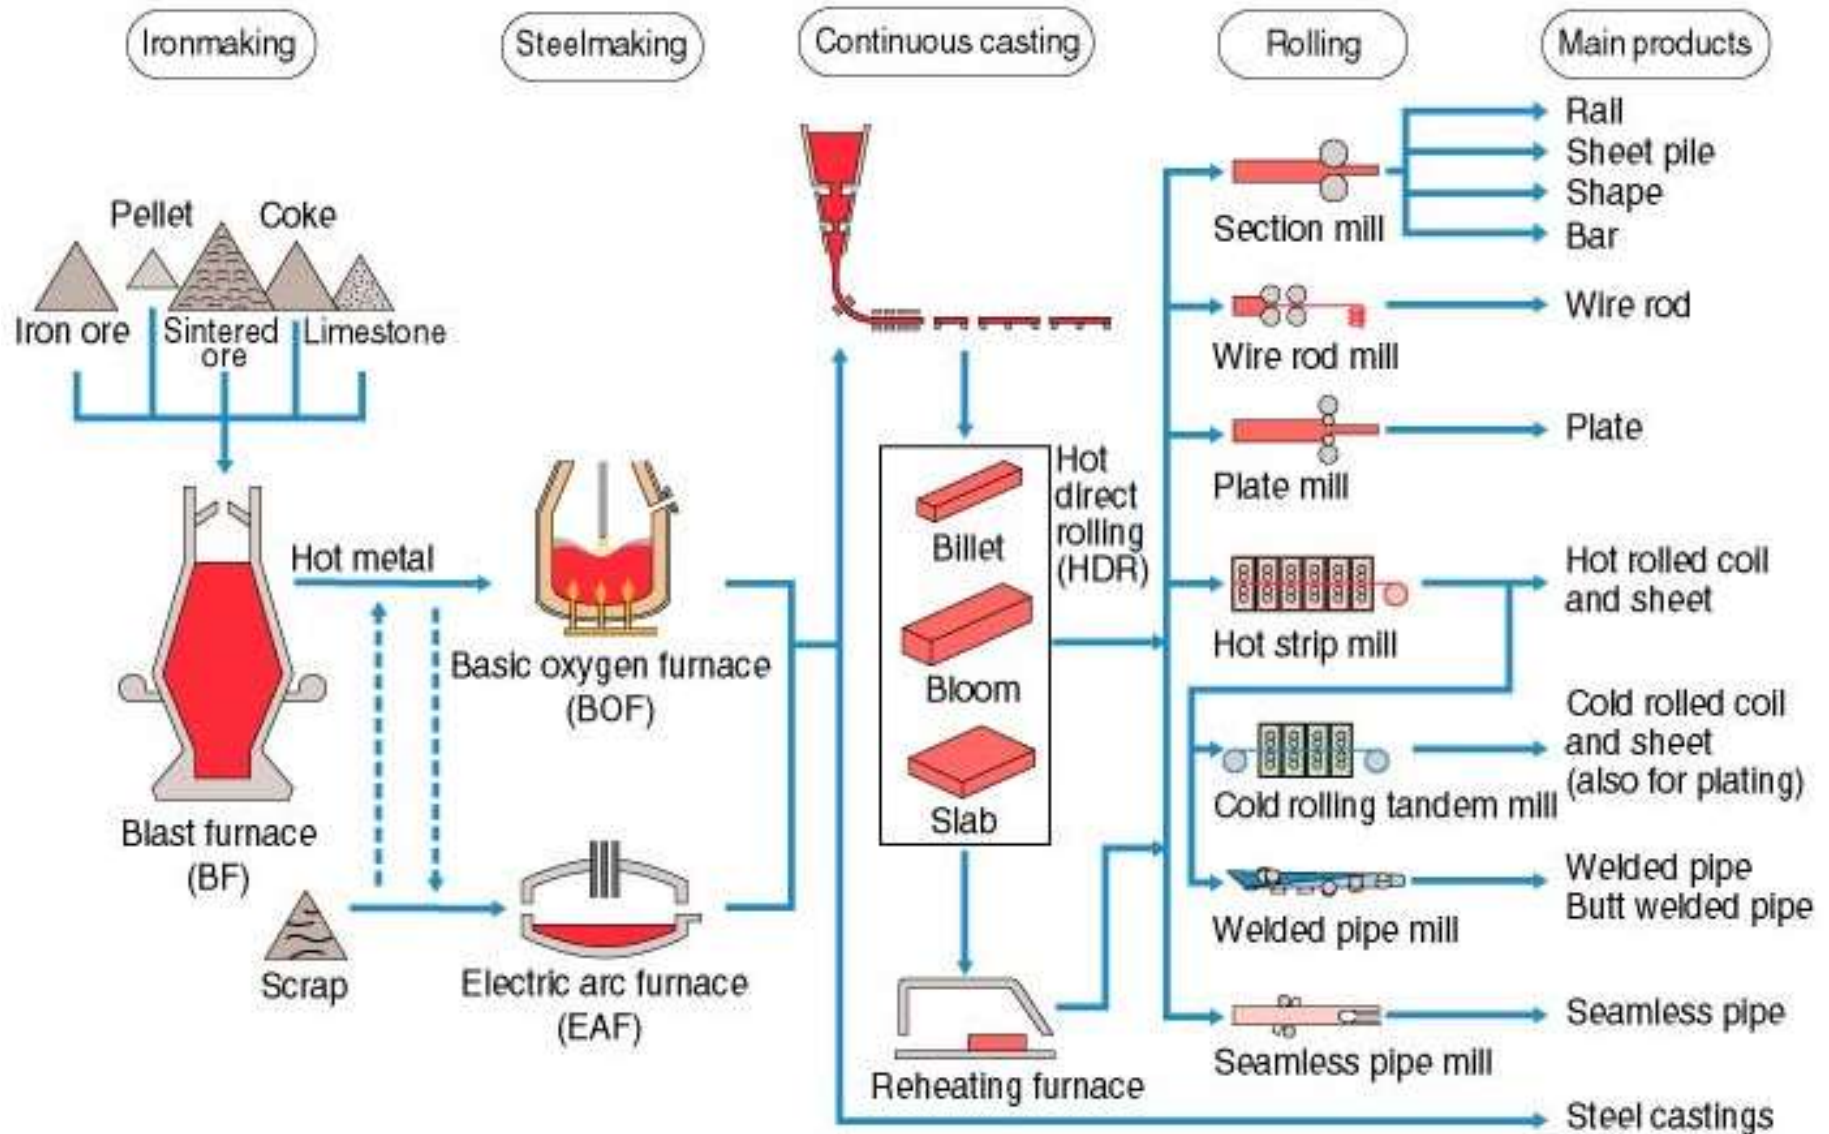 Ironmaking
Steelmaking
Continuous casting
Rolling
Main products
Pellet
Coke
Iron ore
Sintered
ore
Limestone
Hot metal
Blast furnace
(BF)
Scrap
Basic oxygen furnace
(BOF)
Electric arc furnace
(EAF)
Billet
Bloom
Slab
Hot
direct
rolling
(HDR)
Reheating furnace
Section mill
Wire rod mill
Plate mill
Hot strip mill
Cold rolling tandem mill
Welded pipe mill
Seamless pipe mill
Rail
Sheet pile
Shape
Bar
Wire rod
Plate
Hot rolled coil
and sheet
Cold rolled coil
and sheet
(also for plating)
Welded pipe
Butt welded pipe
Seamless pipe
Steel castings